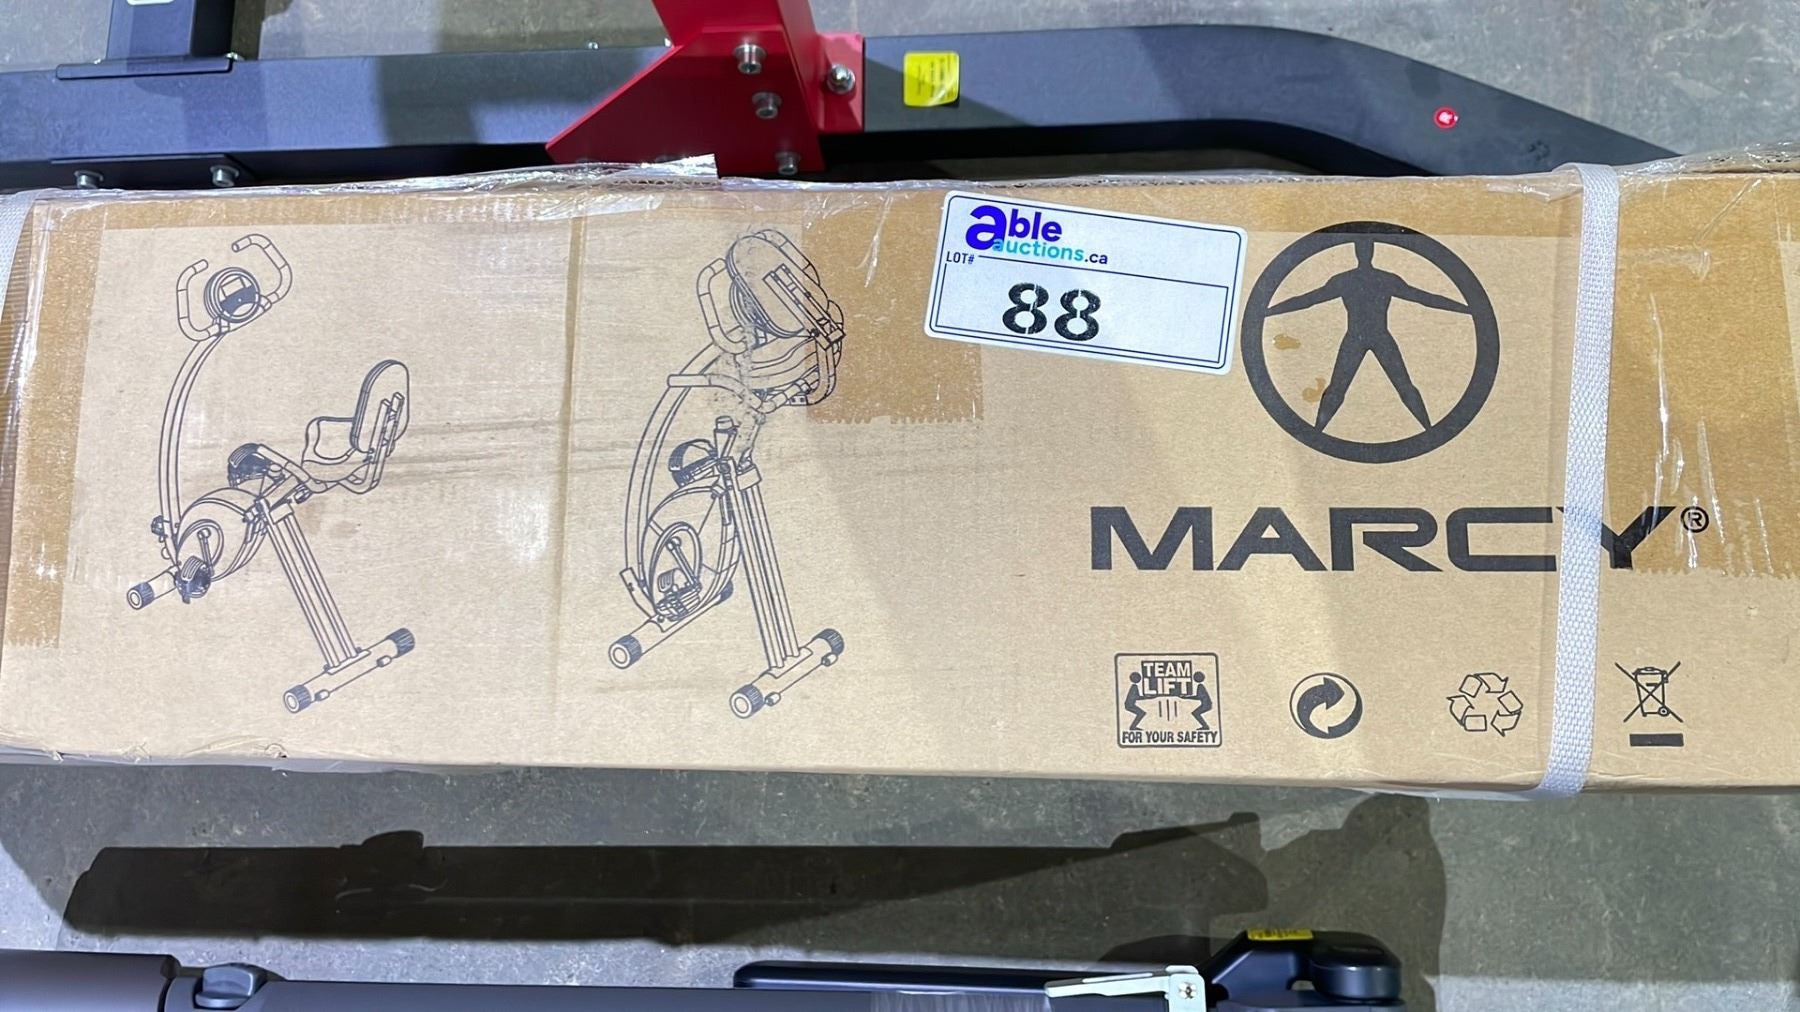 able
auctions.ca
LOT#
88
MARCY®
TEAM
LIFT
FOR YOUR SAFETY